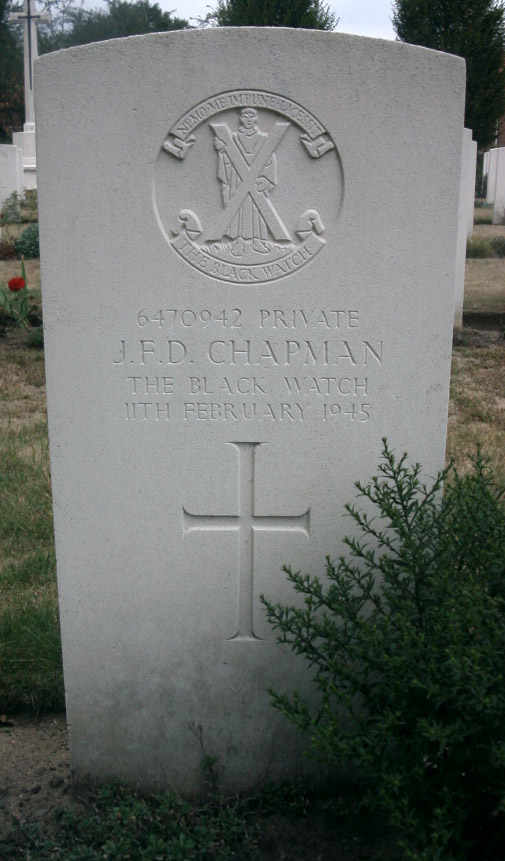 NEMO·ME·IMPUNE·LACESSIT
THE BLACK WATCH
6470942 PRIVATE
J.F.D. CHAPMAN
THE BLACK WATCH
11TH FEBRUARY 1945